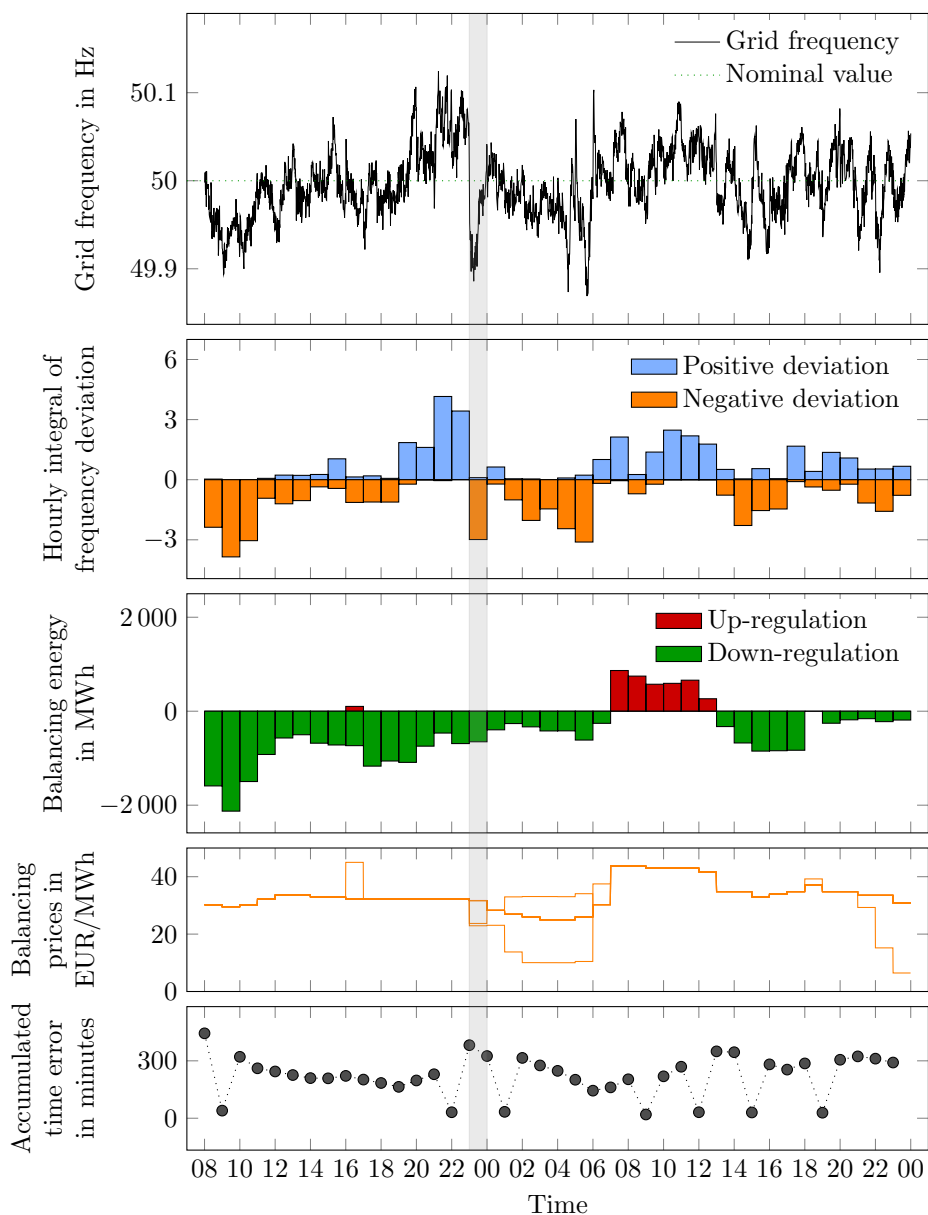 Grid frequency in Hz
50.1
50
49.9
Grid frequency
Nominal value
Hourly integral of
frequency deviation
6
3
0
−3
Positive deviation
Negative deviation
Balancing energy
in MWh
2 000
0
−2 000
Up-regulation
Down-regulation
Balancing
prices in
EUR/MWh
40
20
0
Accumulated
time error
in minutes
300
0
08 10 12 14 16 18 20 22 00 02 04 06 08 10 12 14 16 18 20 22 00
Time